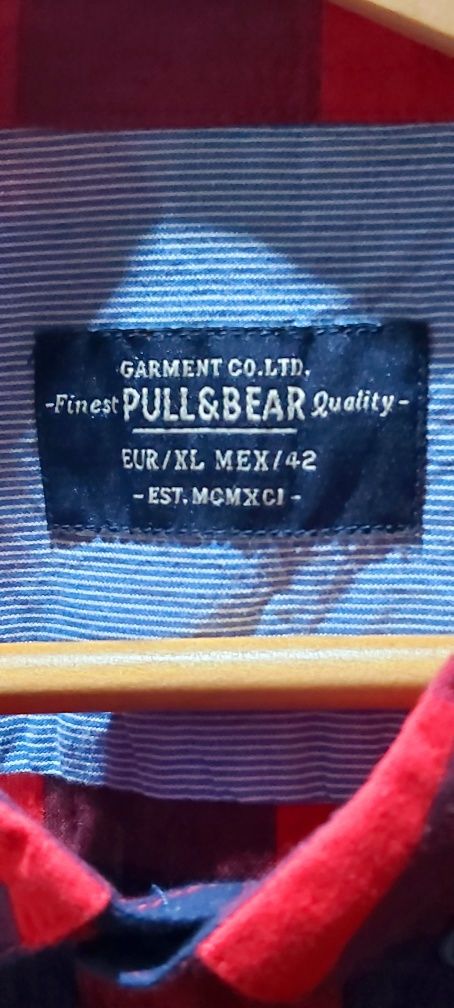 GARMENT CO.LTD.
-Finest PULL&BEAR Quality-
EUR/XL MEX/42
-EST. MCMXCI-